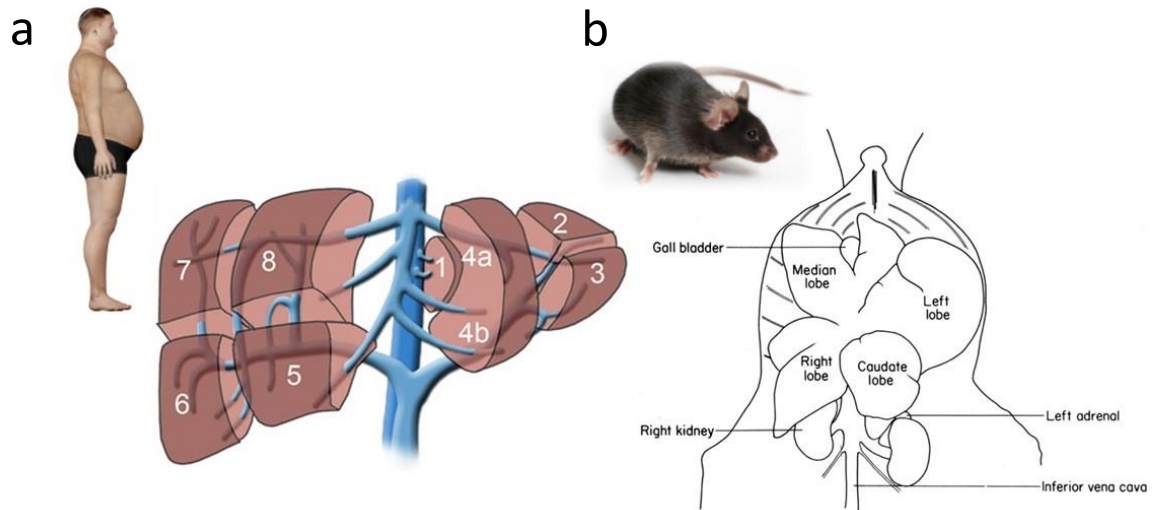 a
b
7
8
1
4a
2
3
4b
6
5
Gall bladder
Median
lobe
Left
lobe
Right
lobe
Caudate
lobe
Right kidney
Left adrenal
Inferior vena cava